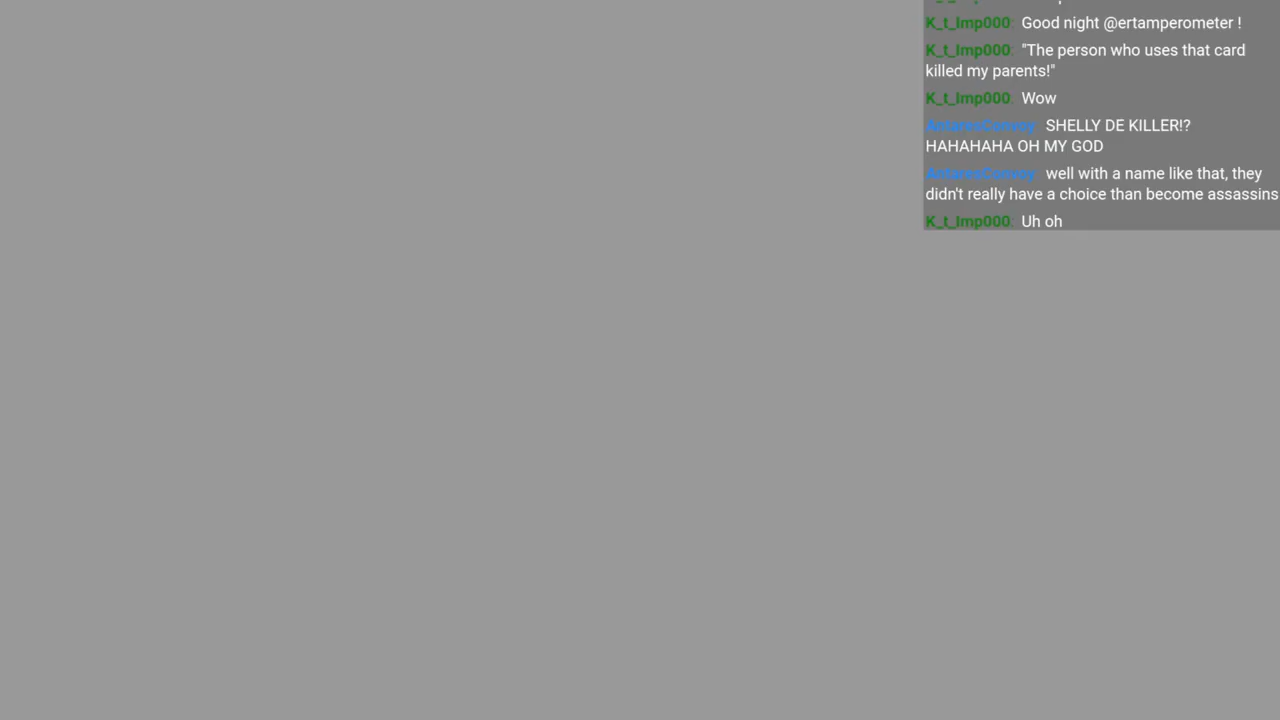 K_t_Imp000: Good night @ertamperometer !
K_t_Imp000: "The person who uses that card
killed my parents!"
K_t_Imp000: Wow
SHELLY DE KILLER!?
HAHAHAHA OH MY GOD
well with a name like that, they
didn't really have a choice than become assassins
K_t_Imp000: Uh oh